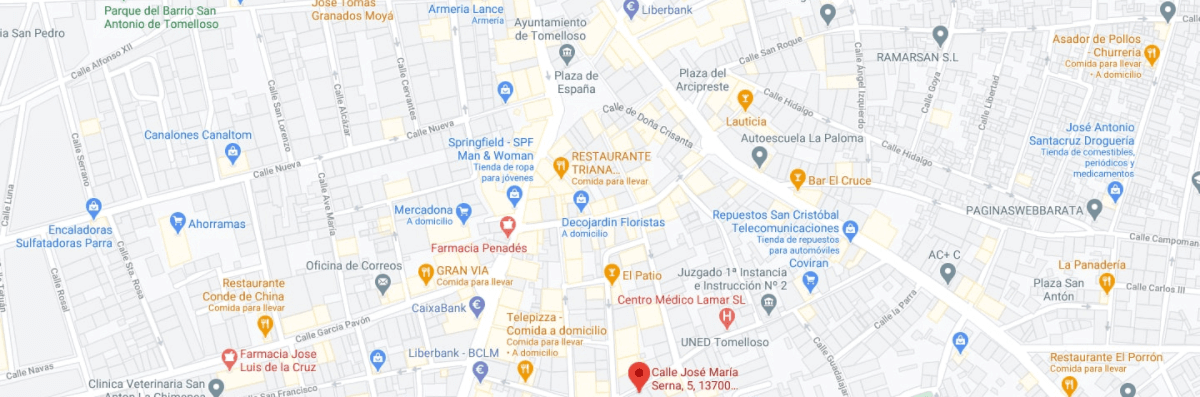 Parque del Barrio San
Antonio de Tomelloso
José Tomás
Granados Moyá
Armería Lance
Armería
Ayuntamiento
de Tomelloso
Liberbank
RAMARSAN S.L
Asador de Pollos
- Churrería
Comida para llevar
• A domicilio
San Pedro
Calle Alfonso XII
Calle San Roque
Plaza de
España
Plaza del
Arcipreste
Calle Cervantes
Calle Ángel Izquierdo
Calle Goya
Calle Libertad
Calle Hidalgo
Lauticia
Calle de Doña Crisanta
Calle San Lorenzo
Calle Alcázar
Calle Nueva
Canalones Canaltom
Springfield - SPF
Man & Woman
Tienda de ropa
para jóvenes
RESTAURANTE
TRIANA...
Comida para llevar
Autoescuela La Paloma
José Antonio
Santacruz Droguería
Tienda de comestibles,
periódicos y
medicamentos
Calle Hidalgo
Calle Serrano
Calle Nueva
Bar El Cruce
Calle Luna
Calle Ave María
Encaladoras
Sulfatadoras Parra
Ahorramas
Mercadona
A domicilio
Decojardin Floristas
A domicilio
Repuestos San Cristóbal
Telecomunicaciones
Tienda de repuestos
para automóviles
PAGINASWEBBARATA
Farmacia Penadés
Calle Campoman
Coviran
AC+ C
La Panadería
Oficina de Correos
GRAN VIA
Comida para llevar
El Patio
Juzgado 1ª Instancia
e Instrucción Nº 2
Plaza San
Antón
Calle Carlos III
Calle Rosal
Calle Sta. Rosa
Restaurante
Conde de China
Comida para llevar
CaixaBank
Centro Médico Lamar SL
Calle la Parra
Calle García Pavón
Telepizza -
Comida a domicilio
Comida para llevar
• A domicilio
UNED Tomelloso
Calle Guadalajar
Farmacia Jose
Luis de la Cruz
Liberbank - BCLM
Restaurante El Porrón
Comida para llevar
Calle Navas
Calle José María
Serna, 5, 13700...
Clinica Veterinaria San
Anton La Chimenea
San Francisco